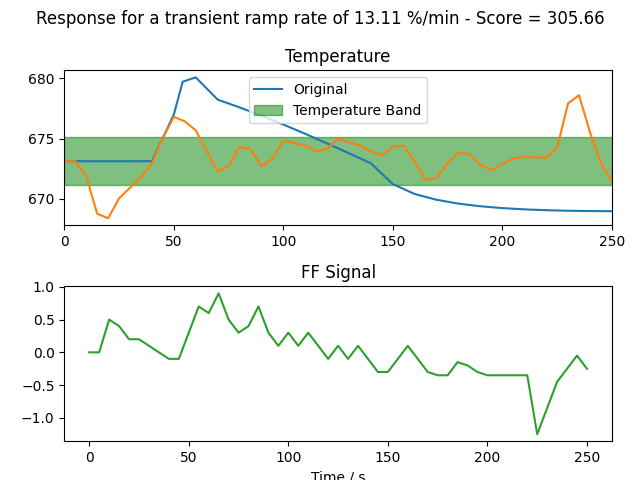 Response for a transient ramp rate of 13.11 %/min - Score = 305.66
Temperature
680
675
670
Original
Temperature Band
0 50 100 150 200 250
FF Signal
1.0
0.5
0.0
−0.5
−1.0
0 50 100 150 200 250
Time / s